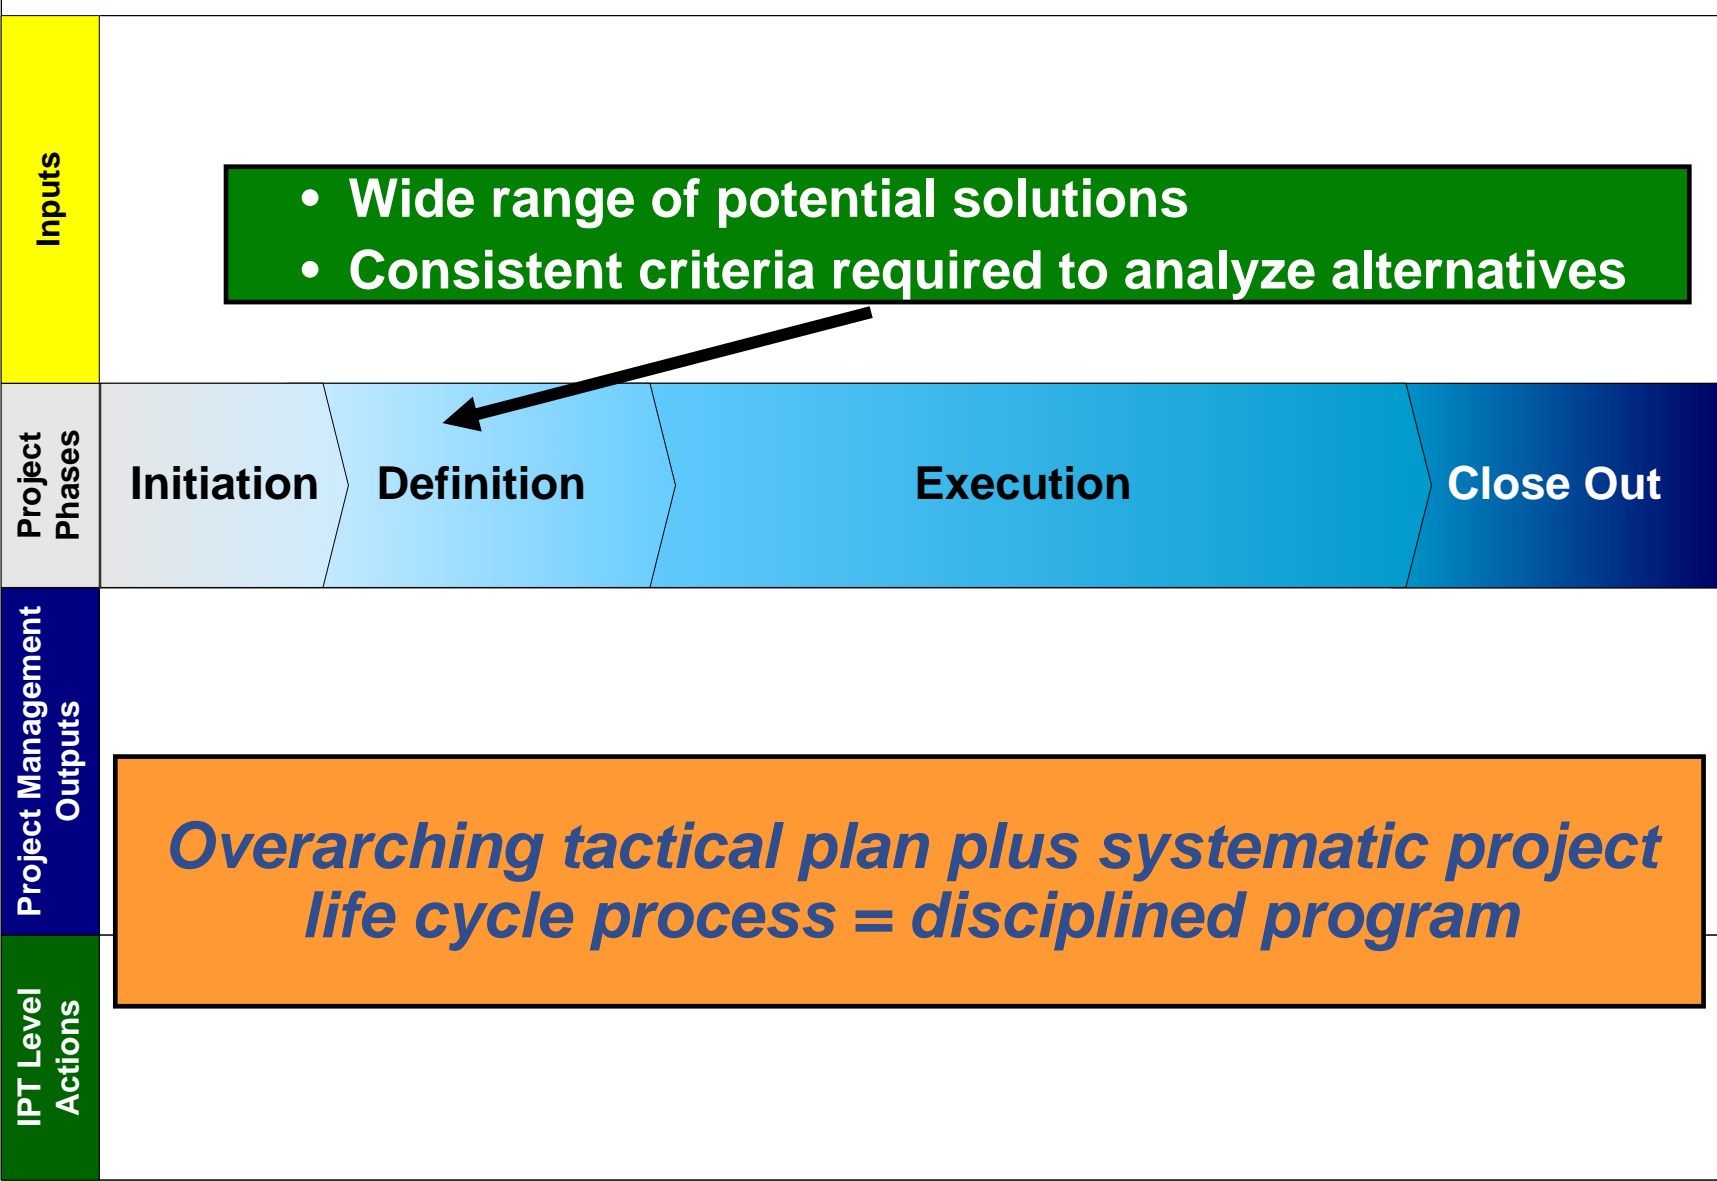 Inputs
• Wide range of potential solutions
• Consistent criteria required to analyze alternatives
Project
Phases
Initiation
Definition
Execution
Close Out
Project Management
Outputs
Overarching tactical plan plus systematic project
life cycle process = disciplined program
IPT Level
Actions